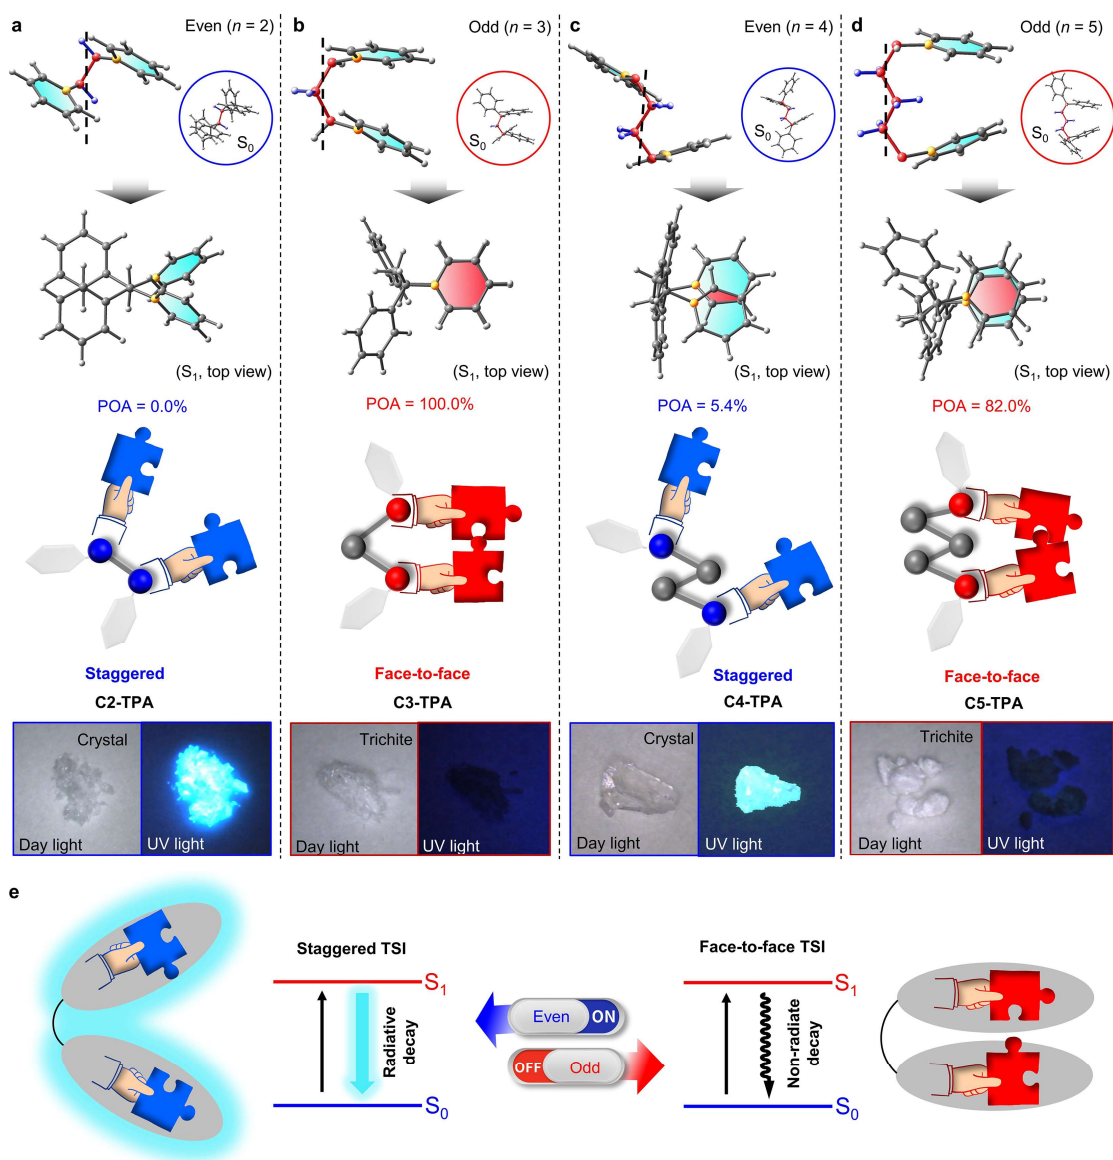 a
Even (n = 2)
S0
(S1, top view)
POA = 0.0%
Staggered
C2-TPA
Crystal
Day light
UV light
b
Odd (n = 3)
S0
(S1, top view)
POA = 100.0%
Face-to-face
C3-TPA
Trichite
Day light
UV light
c
Even (n = 4)
S0
(S1, top view)
POA = 5.4%
Staggered
C4-TPA
Crystal
Day light
UV light
d
Odd (n = 5)
S0
(S1, top view)
POA = 82.0%
Face-to-face
C5-TPA
Trichite
Day light
UV light
e
Staggered TSI
S1
Radiative
decay
S0
Even ON
OFF Odd
Face-to-face TSI
S1
Non-radiate
decay
S0